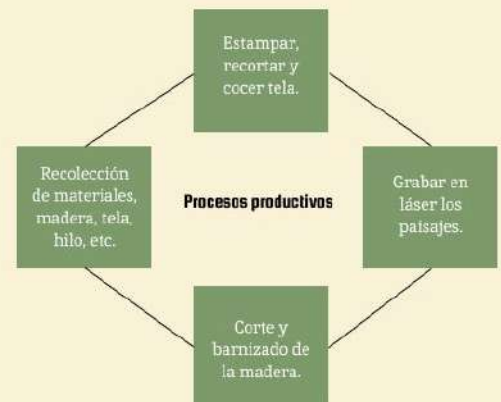 Estampar,
recortar y
cocer tela.
Recolección
de materiales,
madera, tela,
hilo, etc.
Procesos productivos
Grabar en
láser los
paisajes.
Corte y
barnizado de
la madera.